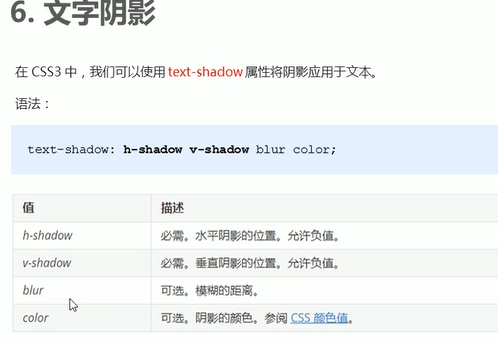 6. 文字阴影
在 CSS3 中，我们可以使用 text-shadow 属性将阴影应用于文本。
语法：
text-shadow: h-shadow v-shadow blur color;
值 描述
h-shadow 必需。水平阴影的位置。允许负值。
v-shadow 必需。垂直阴影的位置。允许负值。
blur 可选。模糊的距离。
color 可选。阴影的颜色。参阅 CSS 颜色值。